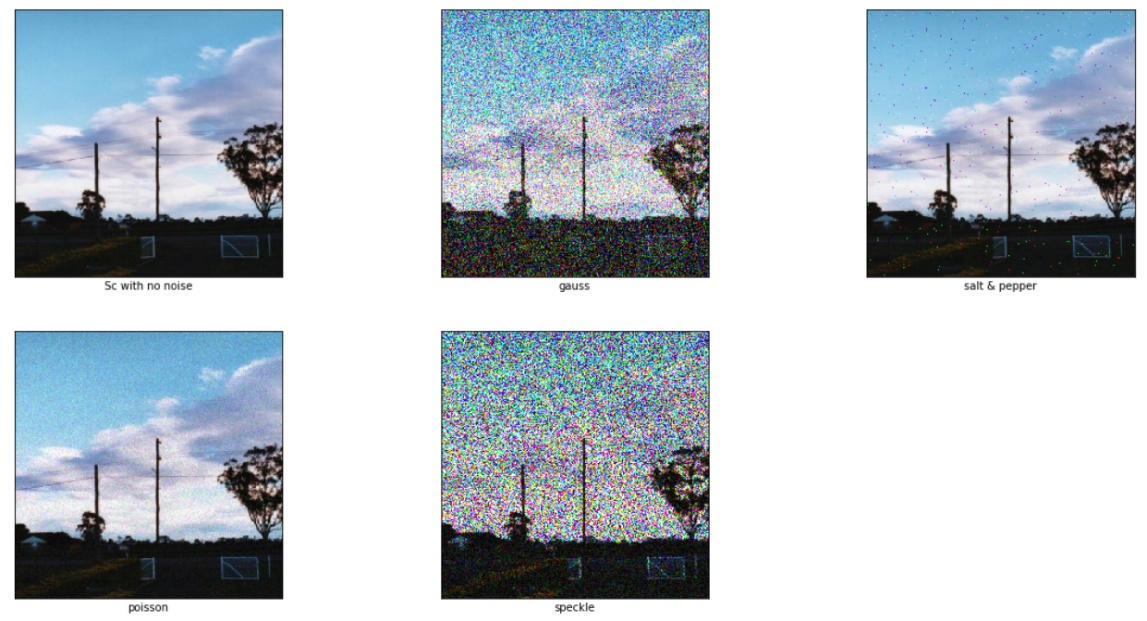 Sc with no noise
gauss
salt & pepper
poisson
speckle